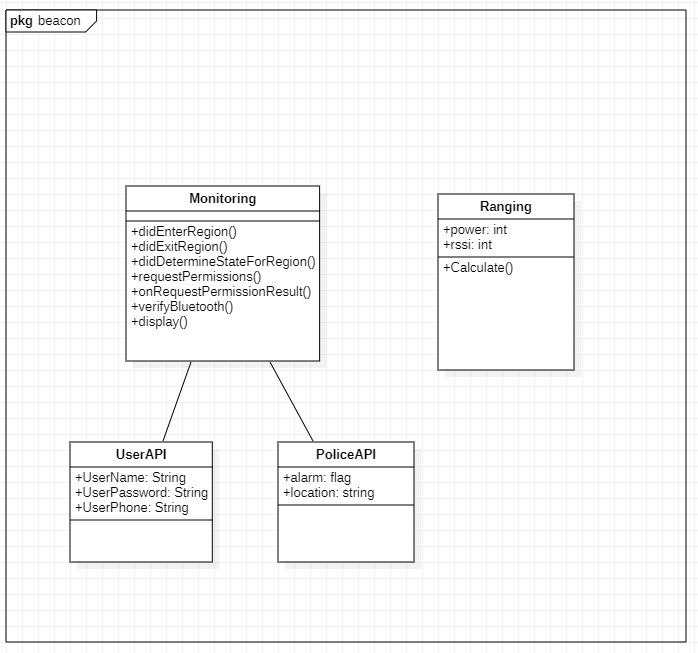 pkg beacon
Monitoring
+didEnterRegion()
+didExitRegion()
+didDetermineStateForRegion()
+requestPermissions()
+onRequestPermissionResult()
+verifyBluetooth()
+display()
Ranging
+power: int
+rssi: int
+Calculate()
UserAPI
+UserName: String
+UserPassword: String
+UserPhone: String
PoliceAPI
+alarm: flag
+location: string